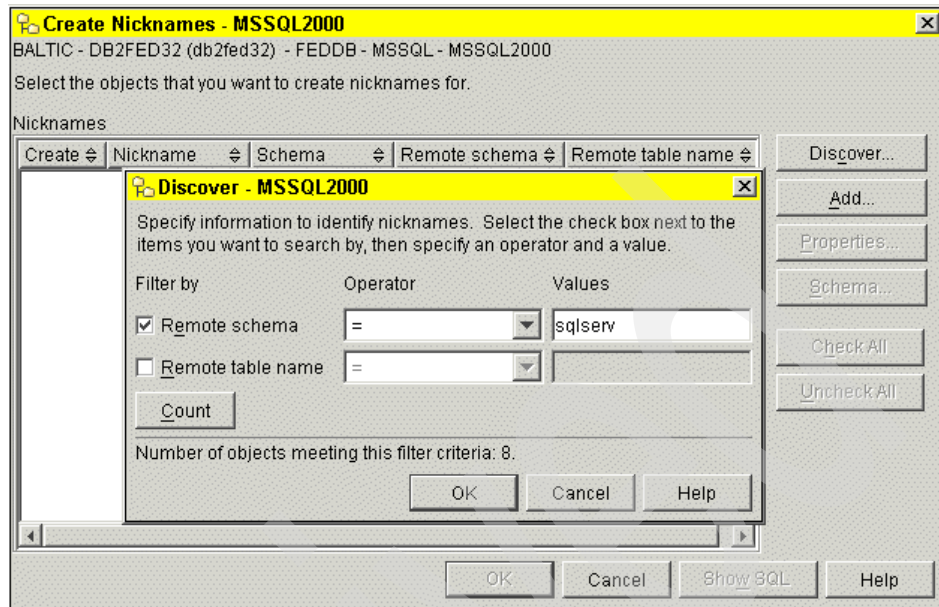 Create Nicknames - MSSQL2000
BALTIC - DB2FED32 (db2fed32) - FEDDB - MSSQL - MSSQL2000
Select the objects that you want to create nicknames for.
Nicknames
Create Nickname Schema Remote schema Remote table name
Discover...
Add...
Properties...
Schema...
Check All
Uncheck All
Discover - MSSQL2000
Specify information to identify nicknames. Select the check box next to the
items you want to search by, then specify an operator and a value.
Filter by Operator Values
Remote schema = sqlserv
Remote table name =
Count
Number of objects meeting this filter criteria: 8.
OK Cancel Help
OK Cancel Show SQL Help